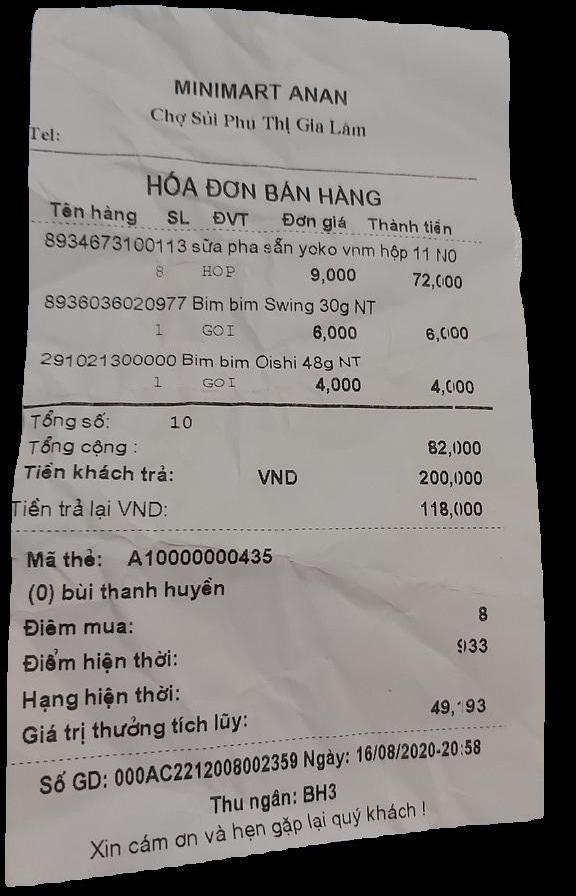 MINIMART ANAN
Chợ Sủi Phu Thị Gia Lâm
Tel:
HÓA ĐƠN BÁN HÀNG
Tên hàng SL ĐVT Đơn giá Thành tiền
8934673100113 sữa pha sẵn yoko vnm hộp 11 NO
8 HOP 9,000 72,000
8936036020977 Bim bim Swing 30g NT
1 GOI 6,000 6,000
291021300000 Bim bim Oishi 48g NT
1 GOI 4,000 4,000
Tổng số: 10
Tổng cộng : 82,000
Tiền khách trả: VND 200,000
Tiền trả lại VND: 118,000
Mã thẻ: A10000000435
(0) bùi thanh huyền
Điêm mua: 8
Điểm hiện thời: 933
Hạng hiện thời:
Giá trị thưởng tích lũy: 49,193
Số GD: 000AC2212008002359 Ngày: 16/08/2020-20:58
Thu ngân: BH3
Xin cám ơn và hẹn gặp lại quý khách !